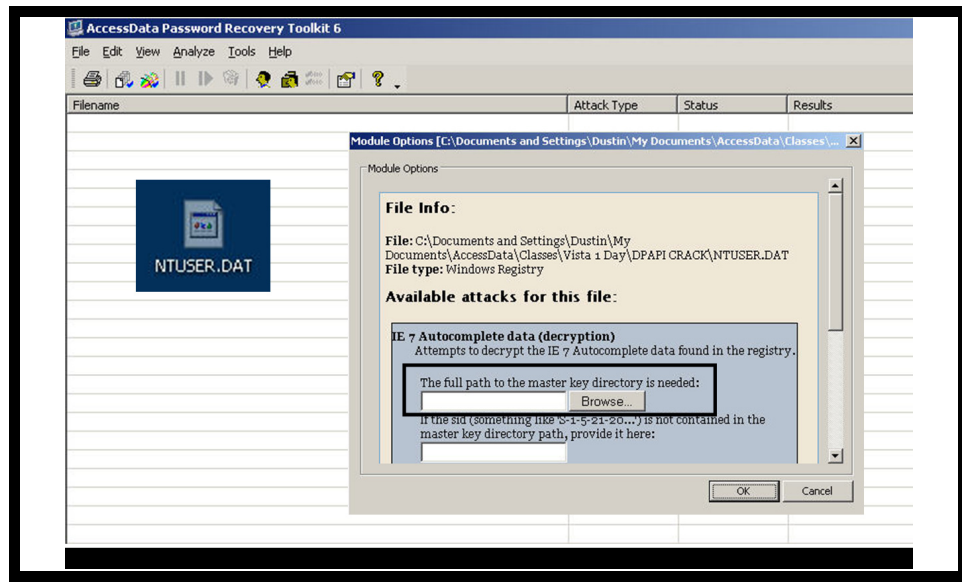 AccessData Password Recovery Toolkit 6
File Edit View Analyze Tools Help
Filename Attack Type Status Results
Module Options [C:\Documents and Settings\Dustin\My Documents\AccessData\Classes\...
Module Options
File Info:
File: C:\Documents and Settings\Dustin\My
Documents\AccessData\Classes\Vista 1 Day\DPAPI CRACK\NTUSER.DAT
File type: Windows Registry
NTUSER.DAT
Available attacks for this file:
IE 7 Autocomplete data (decryption)
Attempts to decrypt the IE 7 Autocomplete data found in the registry.
The full path to the master key directory is needed:
Browse...
If the sid (something like 'S-1-5-21-20...') is not contained in the
master key directory path, provide it here:
OK Cancel